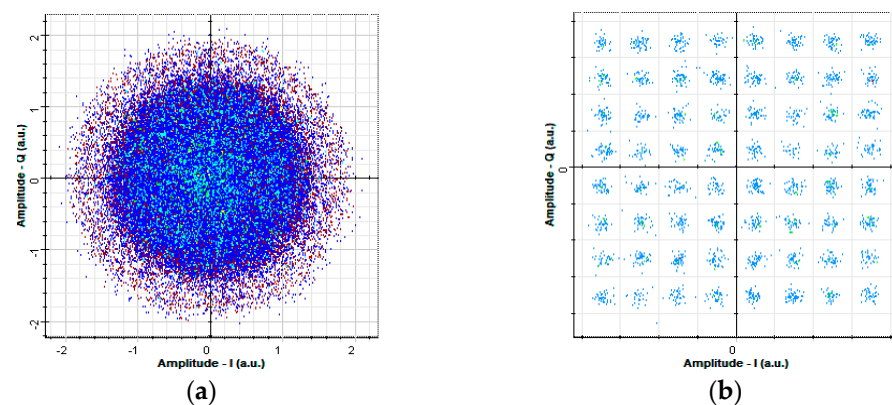 2
1
0
-1
-2
Amplitude - Q (a.u.)
-2 -1 0 1 2
Amplitude - I (a.u.)
(a)
0
Amplitude - Q (a.u.)
0
Amplitude - I (a.u.)
(b)